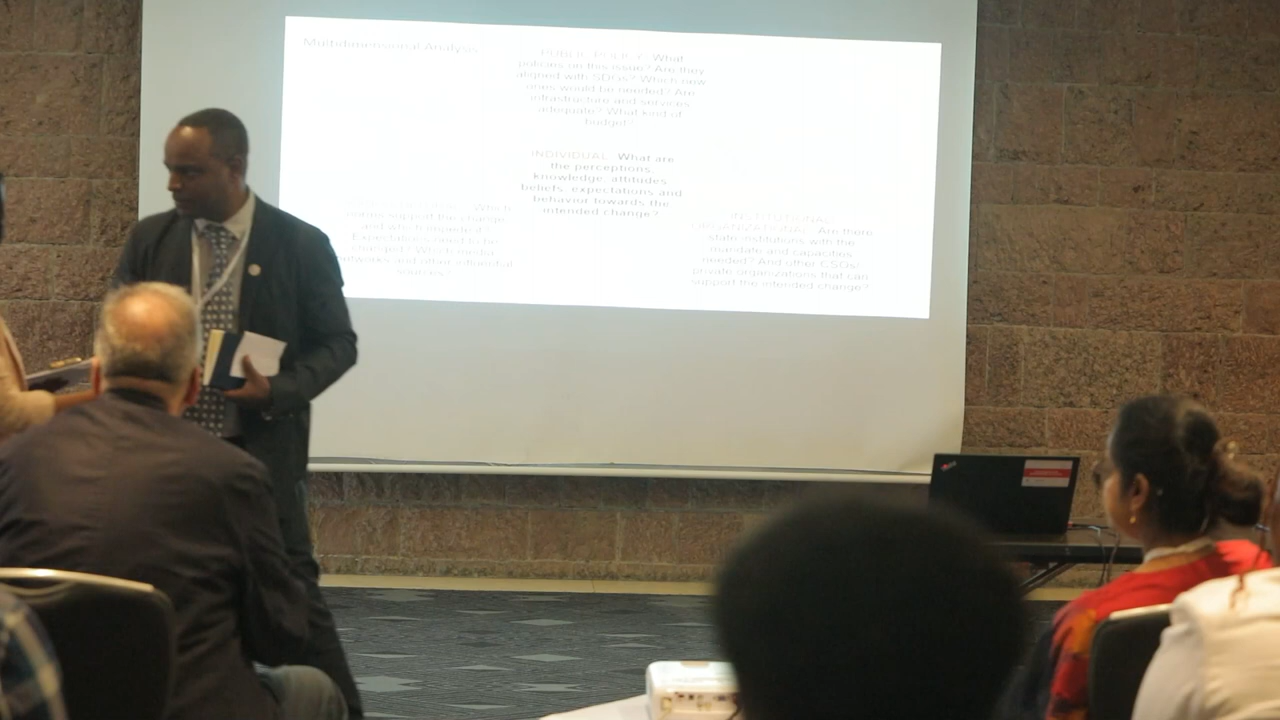 Multidimensional Analysis
PUBLIC POLICY: What
policies on this issue? Are they
aligned with SDGs? Which new
ones would be needed? Are
infrastructure and services
adequate? What kind of
budget?
INDIVIDUAL: What are
the perceptions,
knowledge, attitudes
beliefs, expectations and
behavior towards the
intended change?
Which
support the change
and which impede it?
Expectations need to be
Which media
networks and other influential
sources?
INSTITUTIONAL/
ORGANIZATIONAL: Are there
state institutions with the
mandate and capacities
needed? And other CSOs/
private organizations that can
support the intended change?